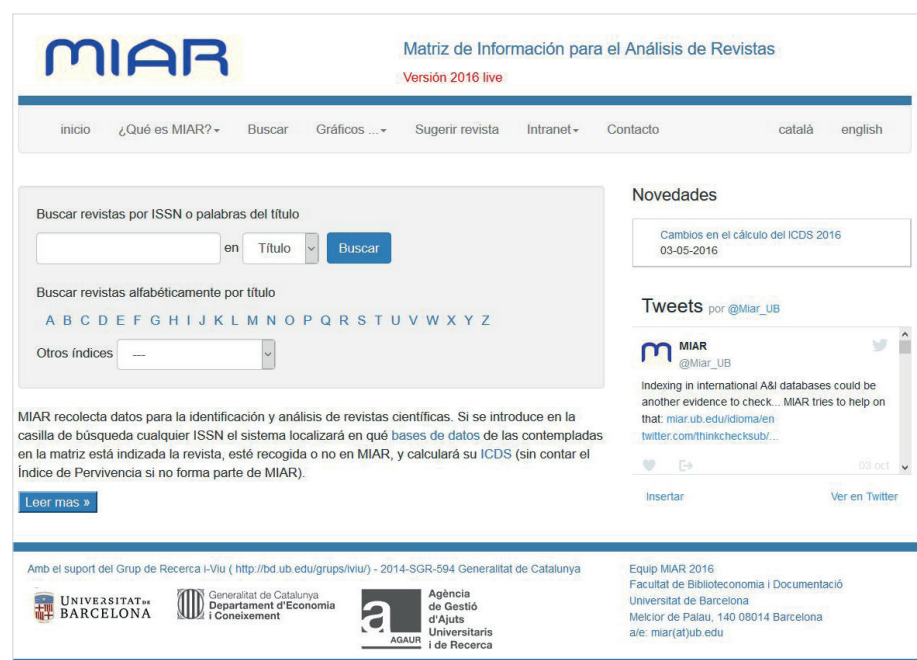 MIAR
Matriz de Información para el Análisis de Revistas
Versión 2016 live
inicio ¿Qué es MIAR? Buscar Gráficos ... Sugerir revista Intranet Contacto català english
Buscar revistas por ISSN o palabras del título
en Título Buscar
Buscar revistas alfabéticamente por título
A B C D E F G H I J K L M N O P Q R S T U V W X Y Z
Otros índices ---
MIAR recolecta datos para la identificación y análisis de revistas científicas. Si se introduce en la
casilla de búsqueda cualquier ISSN el sistema localizará en qué bases de datos de las contempladas
en la matriz está indizada la revista, esté recogida o no en MIAR, y calculará su ICDS (sin contar el
Índice de Pervivencia si no forma parte de MIAR).
Leer mas »
Novedades
Cambios en el cálculo del ICDS 2016
03-05-2016
Tweets por @Miar_UB
MIAR
@Miar_UB
Indexing in international A&I databases could be
another evidence to check... MIAR tries to help on
that: miar.ub.edu/idioma/en
twitter.com/thinkchecksub/...
03 oct
Insertar Ver en Twitter
Amb el suport del Grup de Recerca i-Viu ( http://bd.ub.edu/grups/iviu/) - 2014-SGR-594 Generalitat de Catalunya
UNIVERSITAT DE
BARCELONA
Generalitat de Catalunya
Departament d'Economia
i Coneixement
a
AGAUR
Agència
de Gestió
d'Ajuts
Universitaris
i de Recerca
Equip MIAR 2016
Facultat de Biblioteconomia i Documentació
Universitat de Barcelona
Melcior de Palau, 140 08014 Barcelona
a/e: miar(at)ub.edu